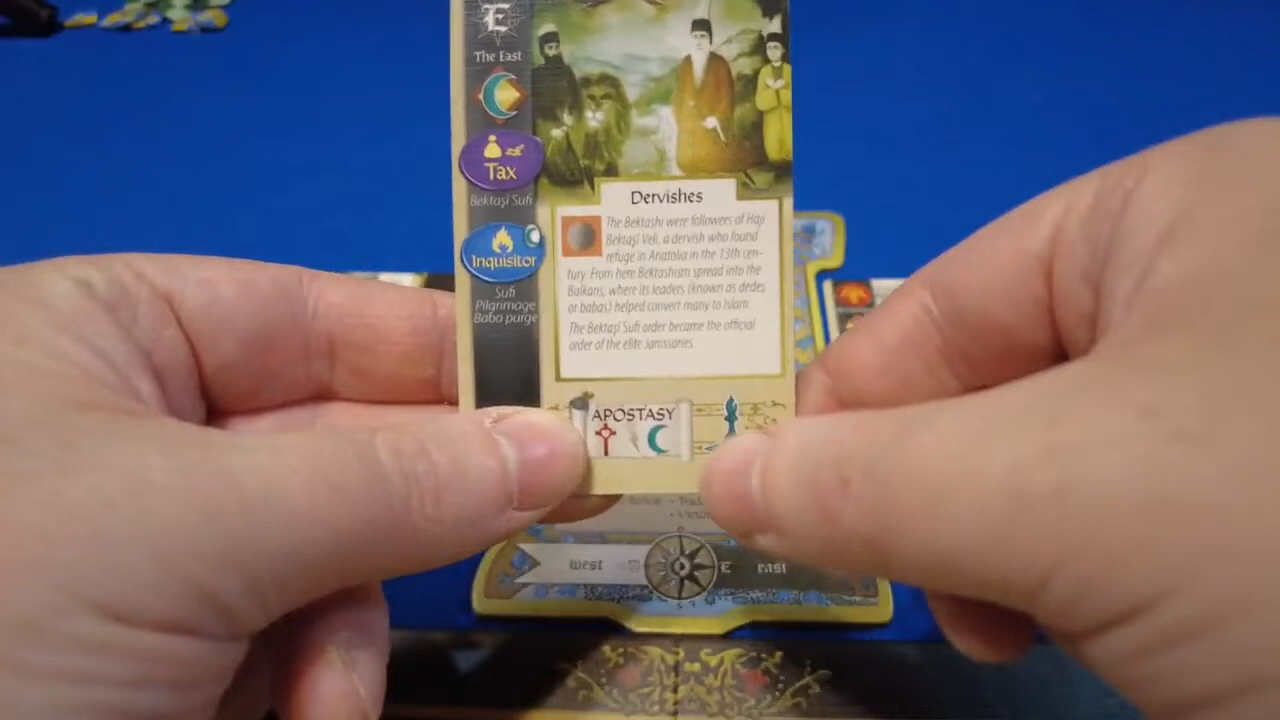 E
The East
Tax
Bektaşi Sufi
Inquisitor
Sufi
Pilgrimage
Baba purge
Dervishes
The Bektashi were followers of Haji
Bektaşi Veli, a dervish who found
refuge in Anatolia in the 13th cen-
tury. From here Bektashism spread into the
Balkans, where its leaders (known as dedes
or babas) helped convert many to Islam.
The Bektaşi Sufi order became the official
order of the elite Janissaries.
APOSTASY
west
E east